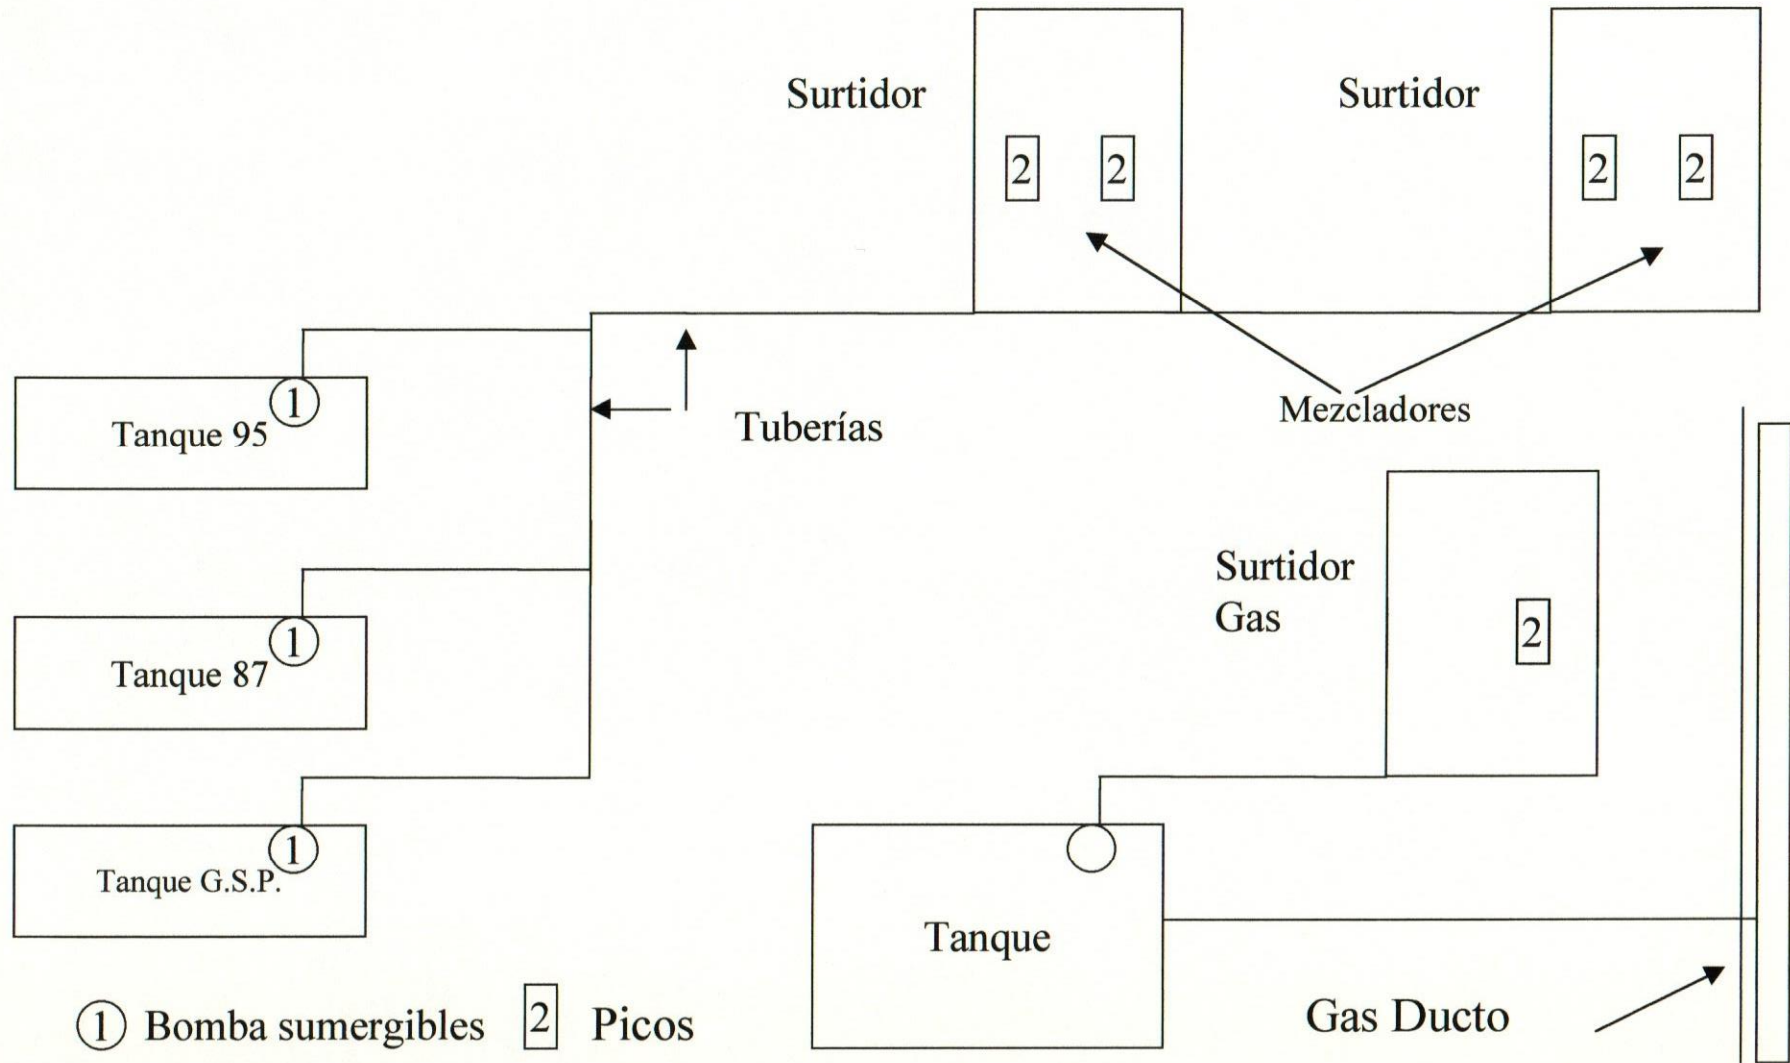 Surtidor
Surtidor
2
2
2
2
1
Tanque 95
Tuberías
Mezcladores
Surtidor
Gas
2
1
Tanque 87
1
Tanque G.S.P.
Tanque
Gas Ducto
1 Bomba sumergibles 2 Picos